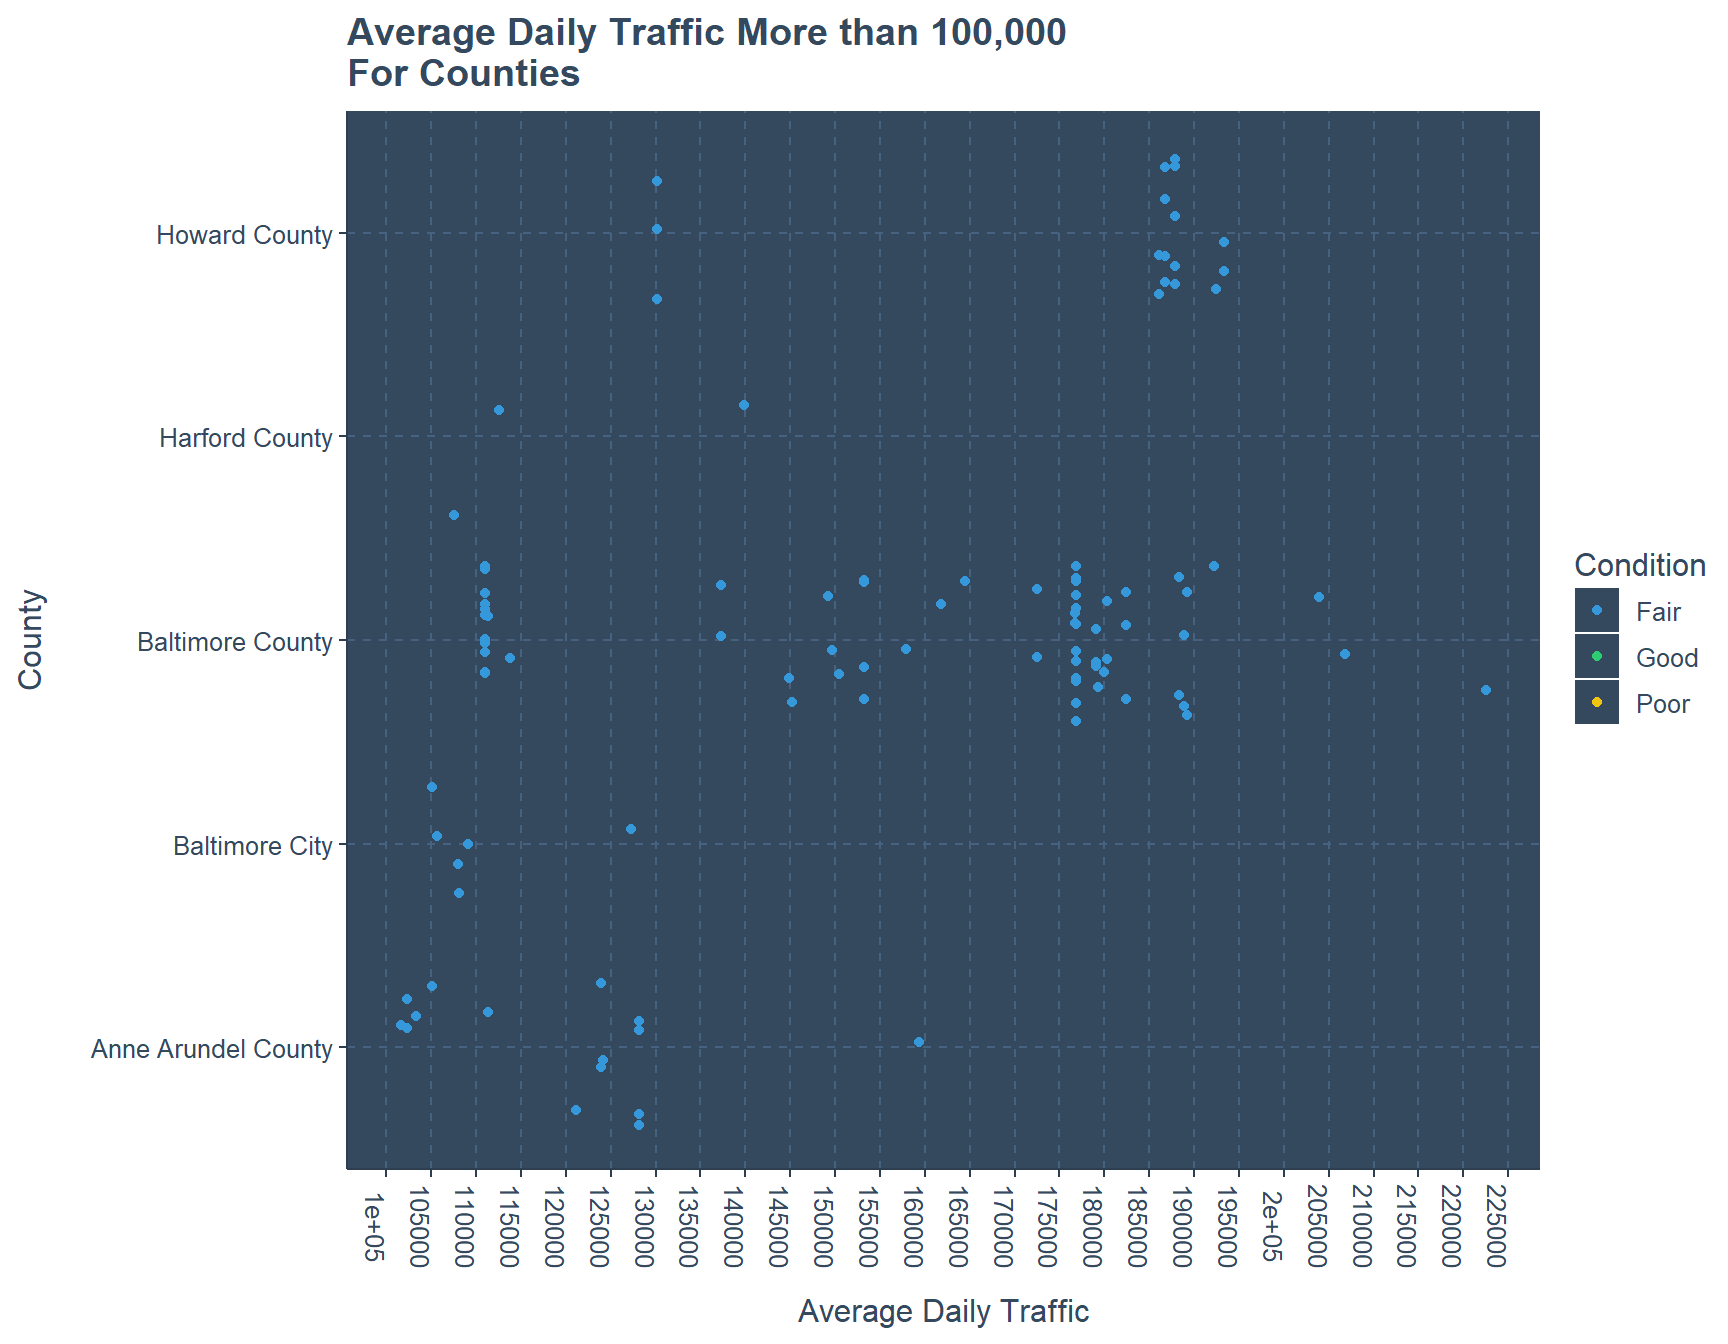 Average Daily Traffic More than 100,000
For Counties
County
Howard County
Harford County
Baltimore County
Baltimore City
Anne Arundel County
1e+05
105000
110000
115000
120000
125000
130000
135000
140000
145000
150000
155000
160000
165000
170000
175000
180000
185000
190000
195000
2e+05
205000
210000
215000
220000
225000
Average Daily Traffic
Condition
Fair
Good
Poor